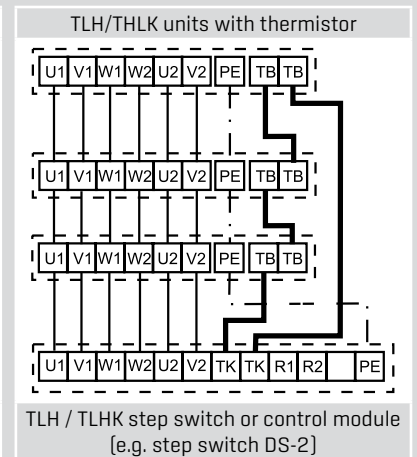 TLH/THLK units with thermistor
U1 V1 W1 W2 U2 V2 PE TB TB
U1 V1 W1 W2 U2 V2 PE TB TB
U1 V1 W1 W2 U2 V2 PE TB TB
U1 V1 W1 W2 U2 V2 TK TK R1 R2 PE
TLH / TLHK step switch or control module
(e.g. step switch DS-2)